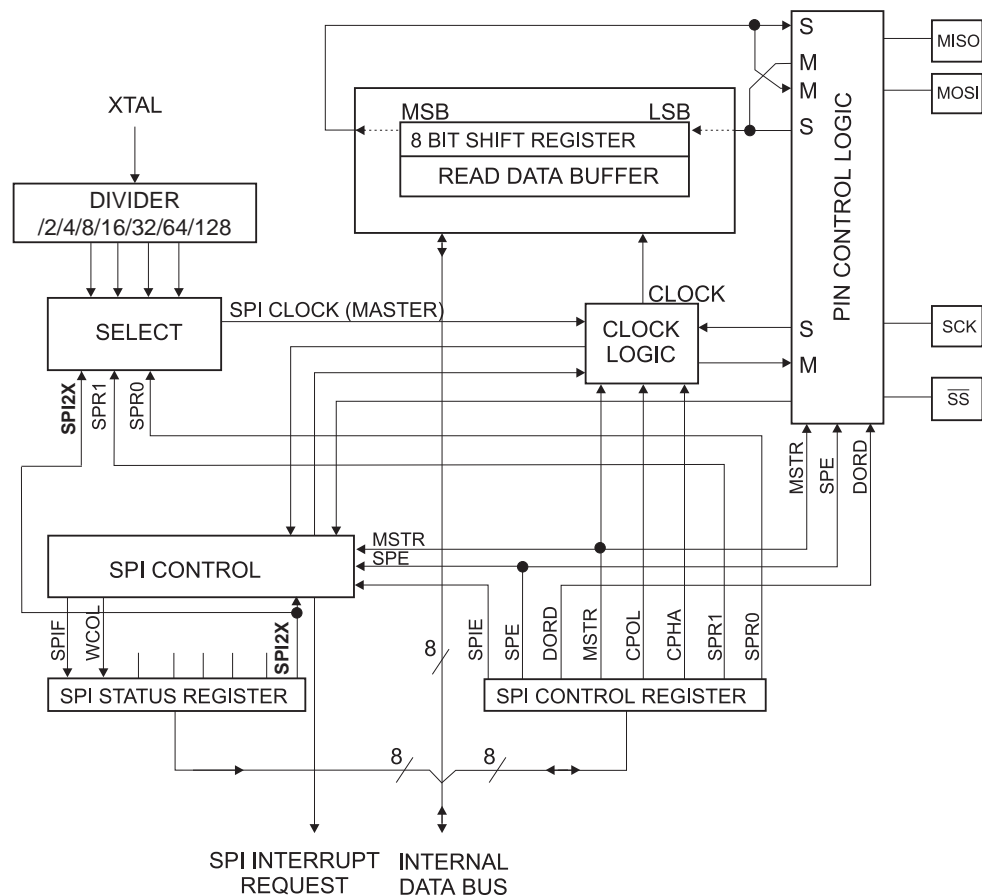 S
MISO
M
M
MOSI
XTAL
MSB
LSB
S
8 BIT SHIFT REGISTER
READ DATA BUFFER
DIVIDER
/2/4/8/16/32/64/128
PIN CONTROL LOGIC
SPI CLOCK (MASTER)
CLOCK
SELECT
CLOCK
LOGIC
S
SCK
M
SPI2X
SPR1
SPR0
SS
MSTR
SPE
DORD
MSTR
SPE
SPI CONTROL
SPIF
WCOL
SPI2X
8
SPIE
SPE
DORD
MSTR
CPOL
CPHA
SPR1
SPR0
SPI STATUS REGISTER
SPI CONTROL REGISTER
8
8
SPI INTERRUPT
REQUEST
INTERNAL
DATA BUS